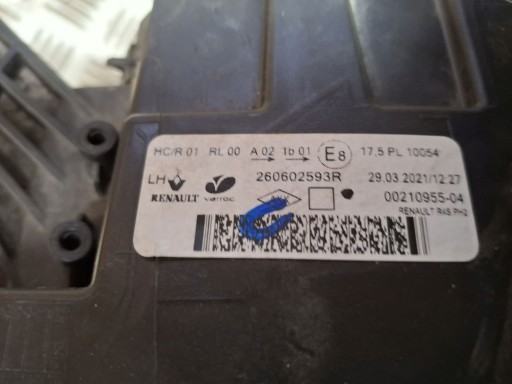 HC/R 01 RL 00 A 02 1b 01 E8 17,5 PL 10054
LH RENAULT varroc 260602593R 29.03.2021/12:27
00210955-04
RENAULT R4S PH2